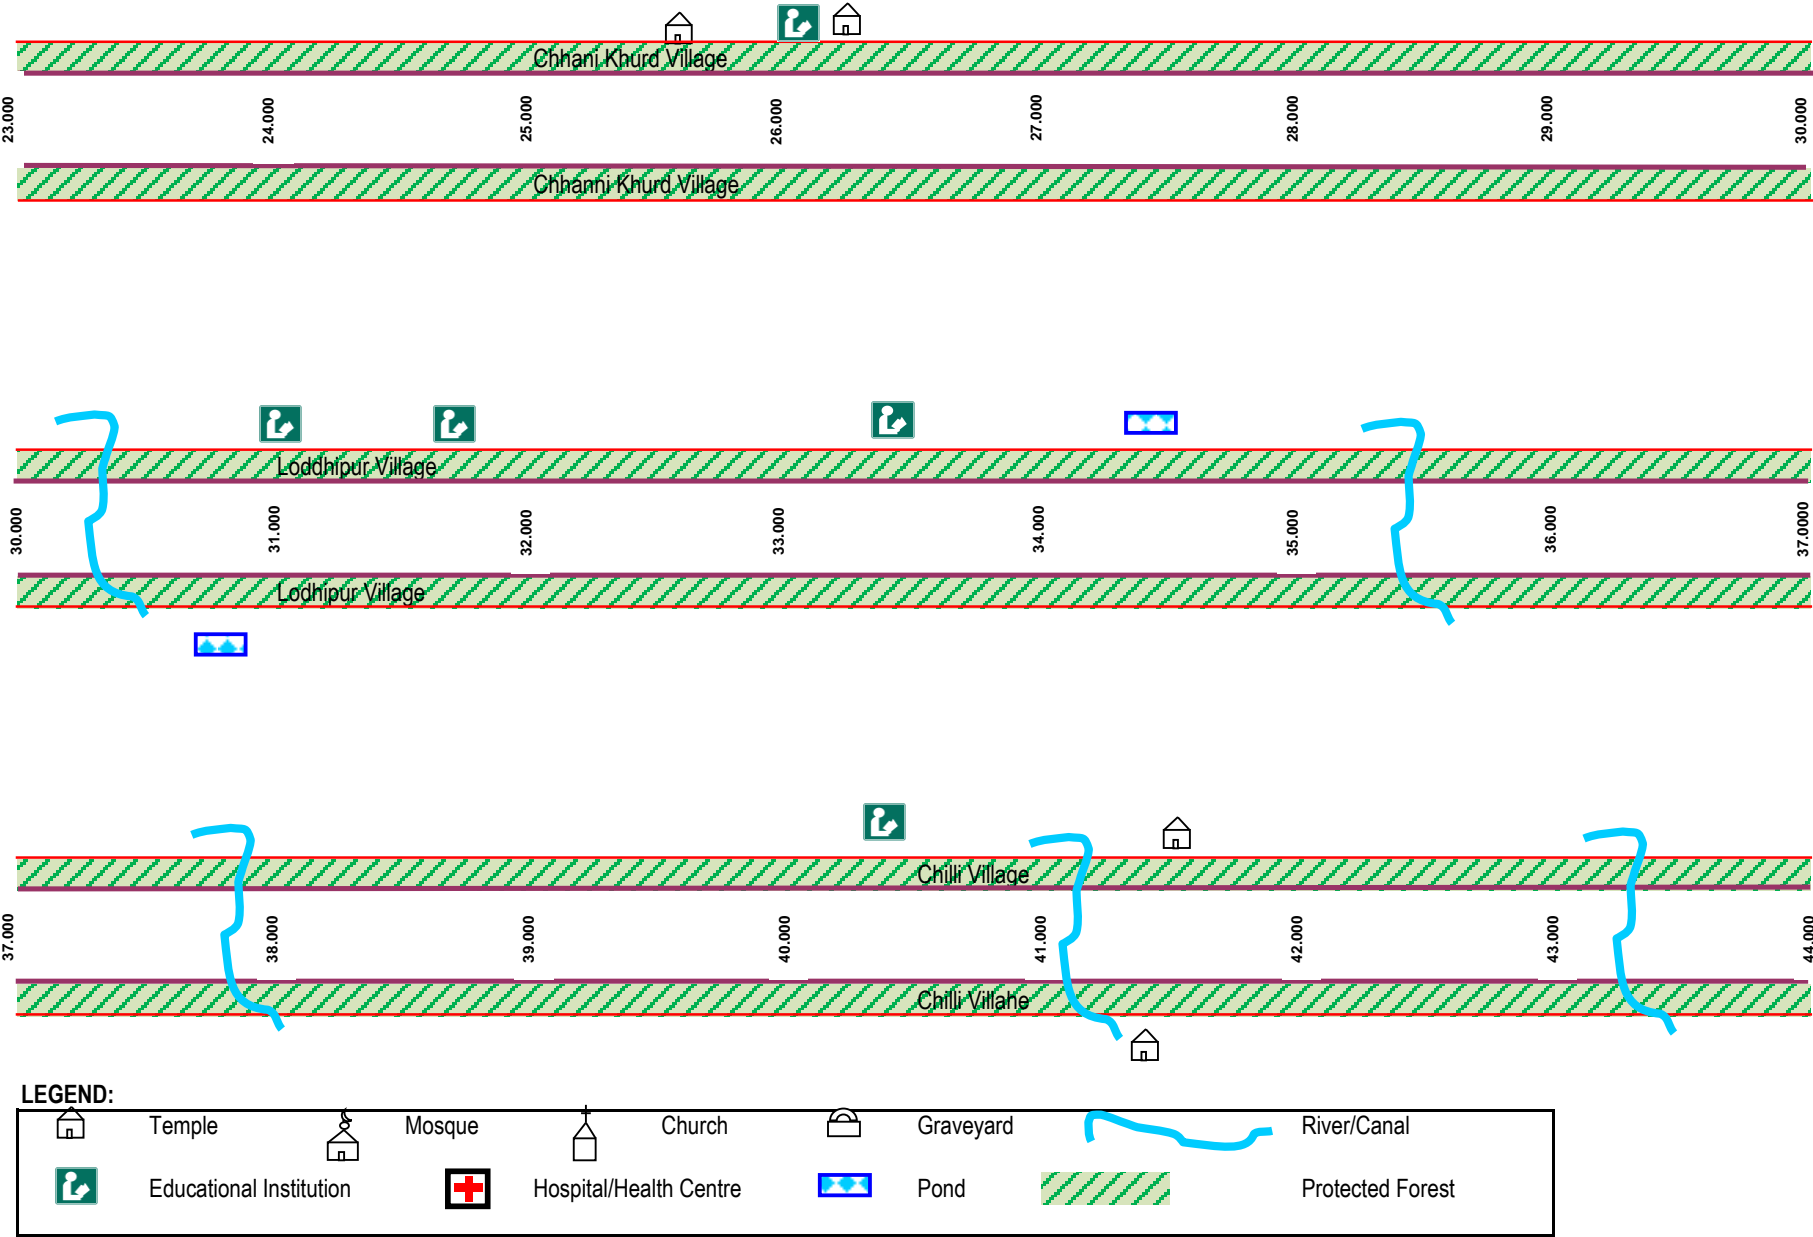 Chhani Khurd Village
23.000 24.000 25.000 26.000 27.000 28.000 29.000 30.000
Chhanni Khurd Village
Loddhipur Village
30.000 31.000 32.000 33.000 34.000 35.000 36.000 37.0000
Lodhipur Village
Chilli Village
37.000 38.000 39.000 40.000 41.000 42.000 43.000 44.000
Chilli Villahe
LEGEND:
Temple Mosque Church Graveyard River/Canal
Educational Institution Hospital/Health Centre Pond Protected Forest